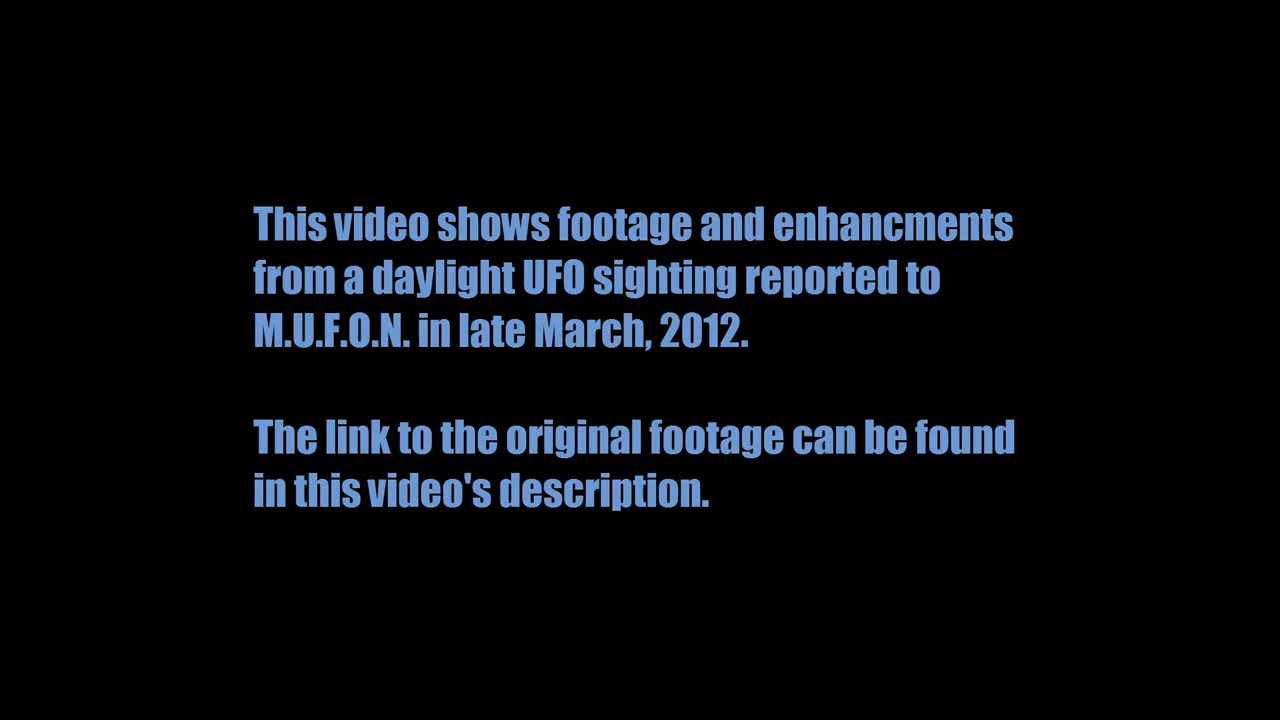 This video shows footage and enhancments
from a daylight UFO sighting reported to
M.U.F.O.N. in late March, 2012.
The link to the original footage can be found
in this video's description.